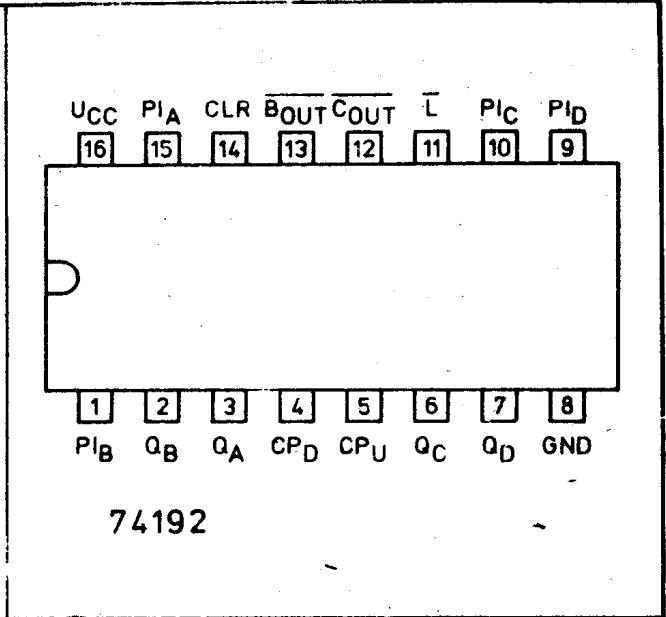 UCC PIA CLR BOUT COUT L PIC PID
16 15 14 13 12 11 10 9
1 2 3 4 5 6 7 8
PIB QB QA CPD CPU QC QD GND
74192